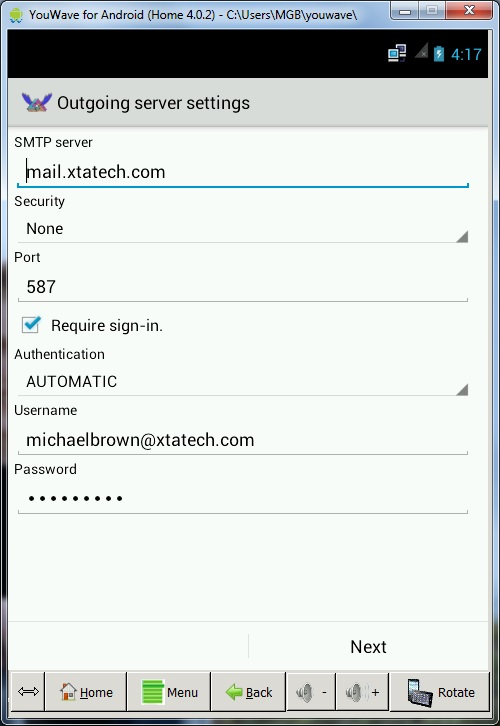 YouWave for Android (Home 4.0.2) - C:\Users\MGB\youwave\
4:17
Outgoing server settings
SMTP server
mail.xtatech.com
Security
None
Port
587
Require sign-in.
Authentication
AUTOMATIC
Username
michaelbrown@xtatech.com
Password
•••••••••
Next
Home Menu Back - + Rotate